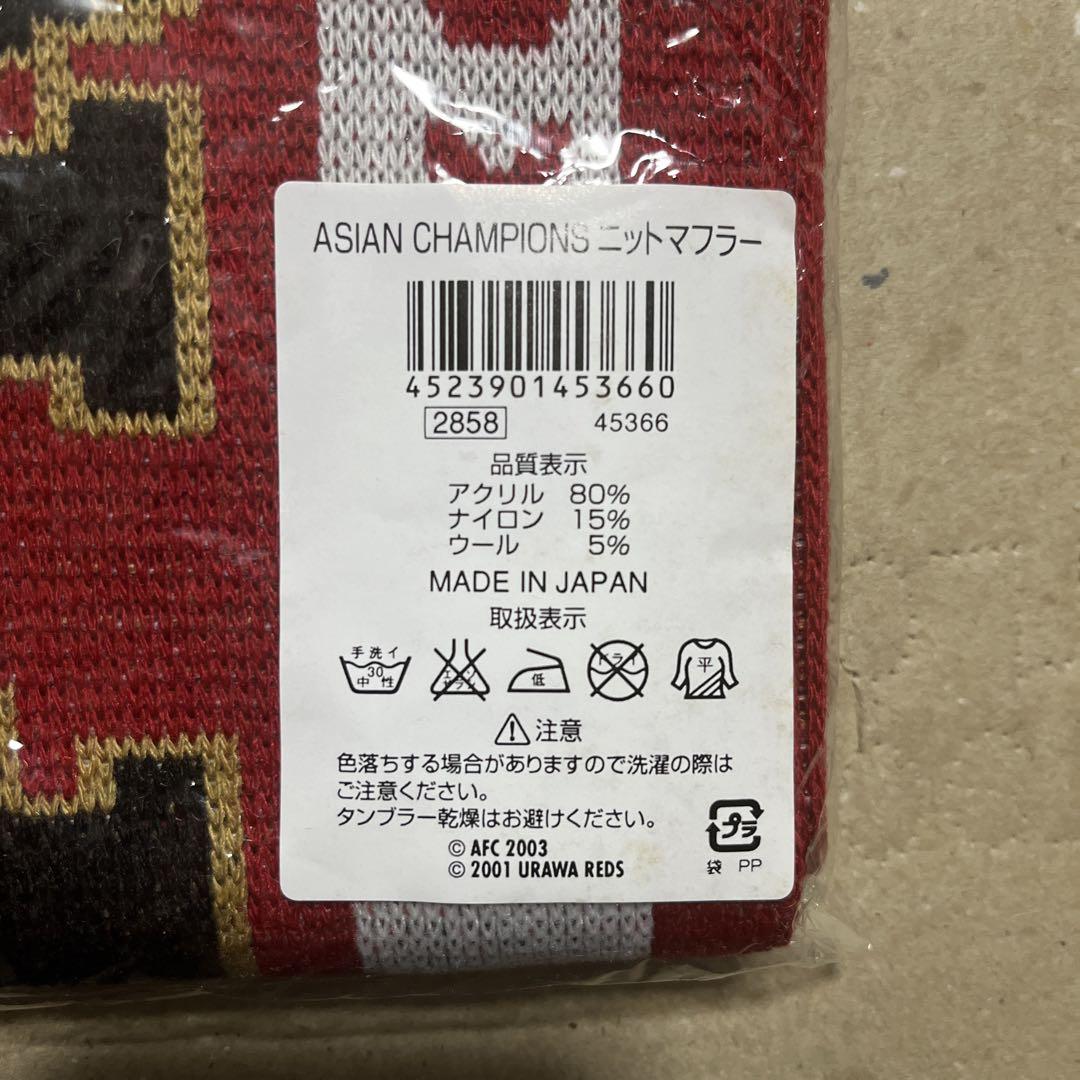 ASIAN CHAMPIONS ニットマフラー
4523901453660
2858 45366
品質表示
アクリル 80%
ナイロン 15%
ウール 5%
MADE IN JAPAN
取扱表示
手洗イ
30
中性
エンソサラシ
低
ドライ
平
注意
色落ちする場合がありますので洗濯の際は
ご注意ください。
タンブラー乾燥はお避けください。
プラ
袋 PP
© AFC 2003
© 2001 URAWA REDS